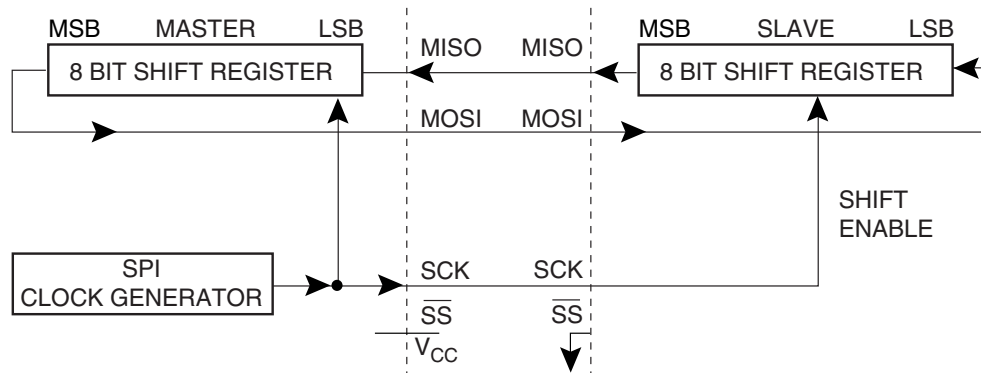 MSB MASTER LSB
MISO MISO
MSB SLAVE LSB
8 BIT SHIFT REGISTER
8 BIT SHIFT REGISTER
MOSI MOSI
SHIFT
ENABLE
SPI
CLOCK GENERATOR
SCK SCK
SS SS
VCC